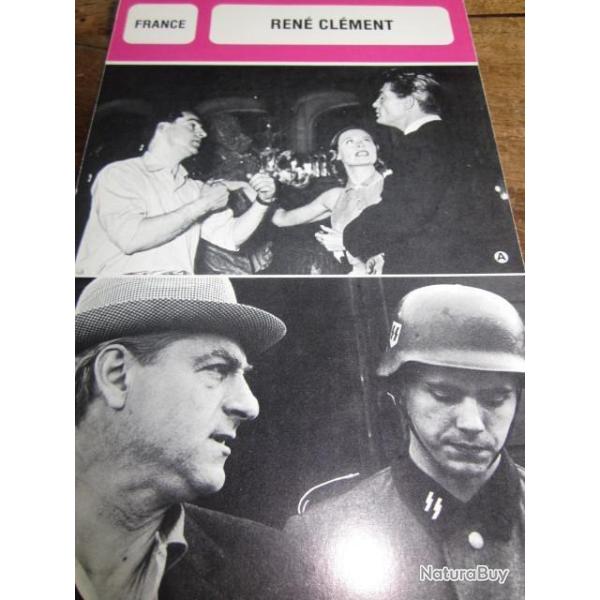 FRANCE
RENÉ CLÉMENT
A
NaturaBuy